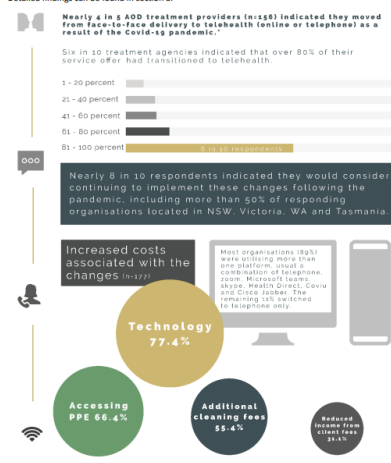 Nearly 4 in 5 AOD treatment providers (n=156) indicated they moved
from face-to-face delivery to telehealth (online or telephone) as a
result of the Covid-19 pandemic.*
Six in 10 treatment agencies indicated that over 80% of their
service offer had transitioned to telehealth.
1 - 20 percent
21 - 40 percent
41 - 60 percent
61 - 80 percent
81 - 100 percent
6 in 10 respondents
Nearly 8 in 10 respondents indicated they would consider
continuing to implement these changes following the
pandemic, including more than 50% of responding
organisations located in NSW, Victoria, WA and Tasmania.
Increased costs
associated with the
changes (n=177)
Most organisations (89%)
were utilising more than
one platform, usual a
combination of telephone,
zoom, Microsoft teams,
skype, Health Direct, Coviu
and Cisco Jabber. The
remaining 11% switched
to telephone only.
Technology
77.4%
Accessing
PPE 66.4%
Additional
cleaning fees
55.4%
Reduced
income from
client fees
31.1%